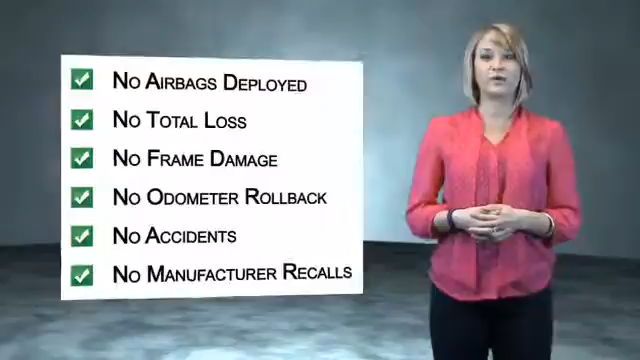 No Airbags Deployed
No Total Loss
No Frame Damage
No Odometer Rollback
No Accidents
No Manufacturer Recalls